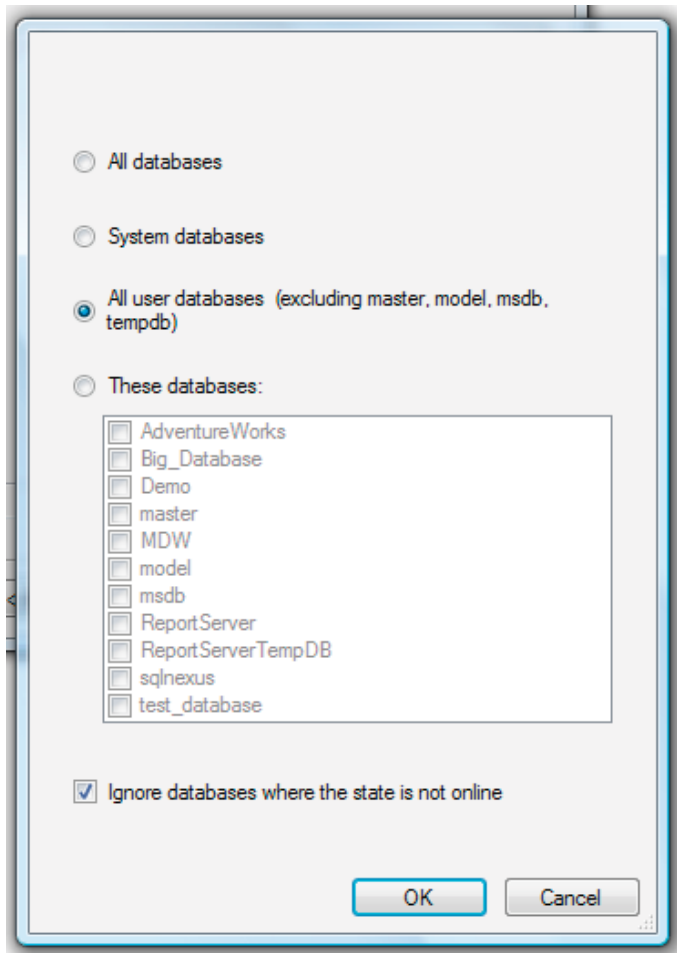 All databases
System databases
All user databases (excluding master, model, msdb,
tempdb)
These databases:
AdventureWorks
Big_Database
Demo
master
MDW
model
msdb
ReportServer
ReportServerTempDB
sqlnexus
test_database
Ignore databases where the state is not online
OK Cancel